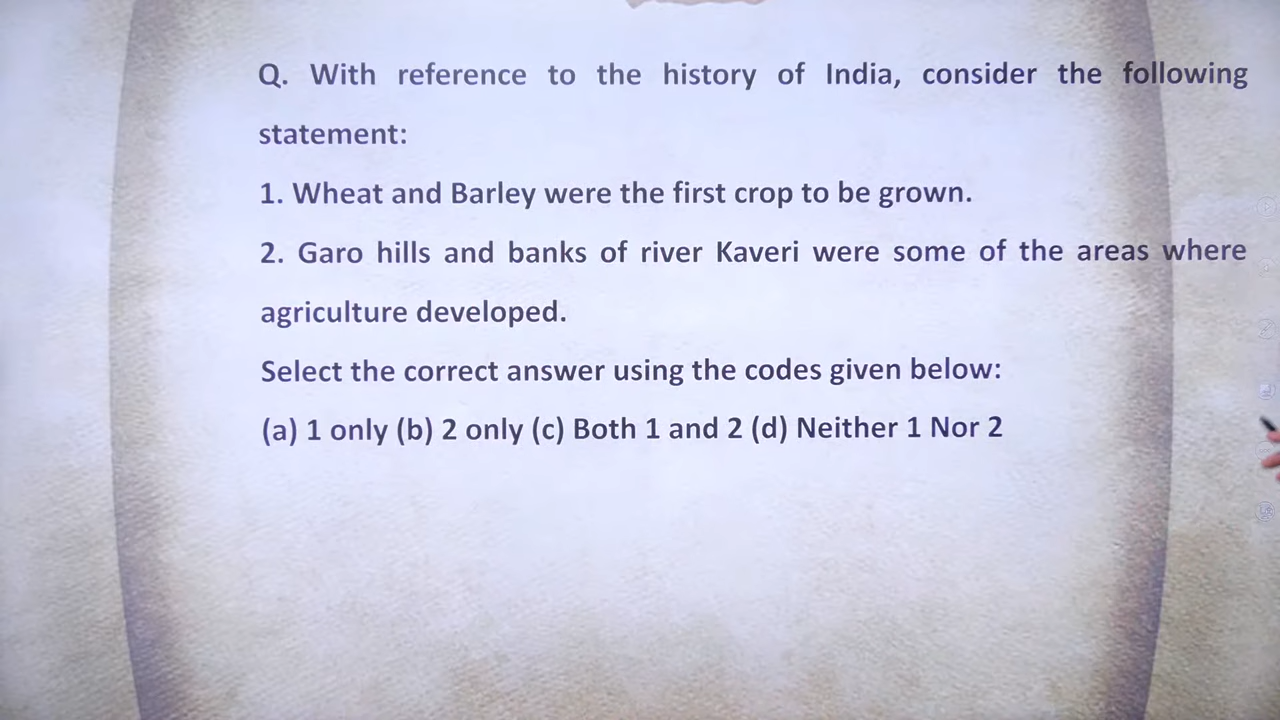 Q. With reference to the history of India, consider the following
statement:
1. Wheat and Barley were the first crop to be grown.
2. Garo hills and banks of river Kaveri were some of the areas where
agriculture developed.
Select the correct answer using the codes given below:
(a) 1 only (b) 2 only (c) Both 1 and 2 (d) Neither 1 Nor 2